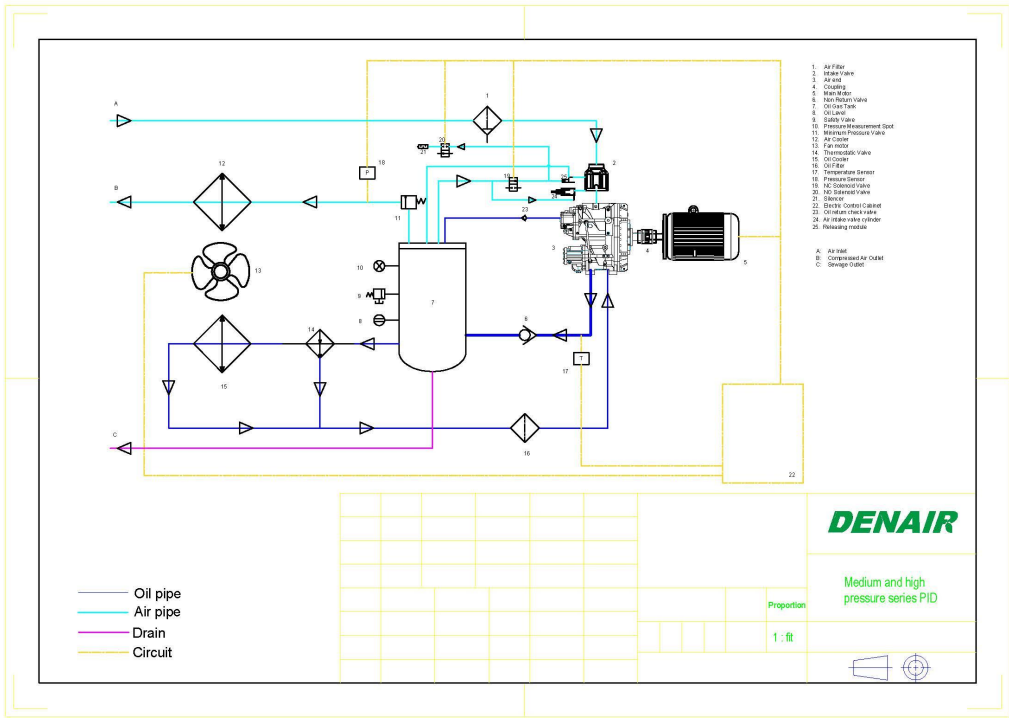 A
1
20
21
2
12
18
P
19
25
24
B
11
23
3
4
5
10
13
9
7
8
6
14
T
17
15
C
16
22
1. Air Filter
2. Intake Valve
3. Air end
4. Coupling
5. Main Motor
6. Non Return Valve
7. Oil Gas Tank
8. Oil Level
9. Safety Valve
10. Pressure Measurement Spot
11. Minimum Pressure Valve
12. Air Cooler
13. Fan motor
14. Thermostatic Valve
15. Oil Cooler
16. Oil Filter
17. Temperature Sensor
18. Pressure Sensor
19. NC Solenoid Valve
20. NO Solenoid Valve
21. Silencer
22. Electric Control Cabinet
23. Oil return check valve
24. Air intake valve cylinder
25. Releasing module
A: Air Inlet
B: Compressed Air Outlet
C: Sewage Outlet
Oil pipe
Air pipe
Drain
Circuit
DENAIR
Medium and high
pressure series PID
Proportion
1 : fit